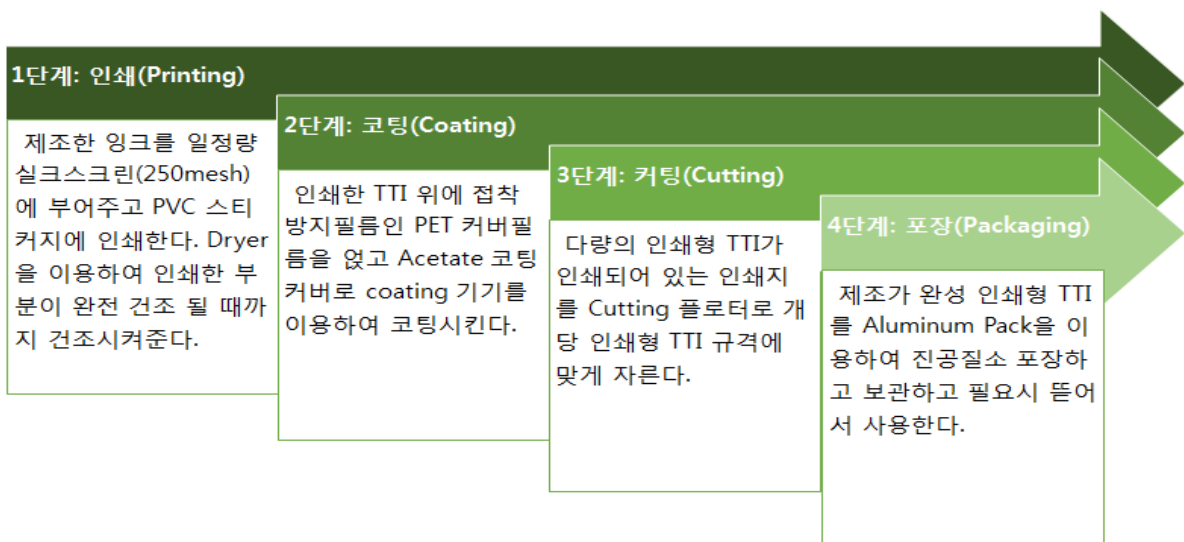 1단계: 인쇄(Printing)
제조한 잉크를 일정량
실크스크린(250mesh)
에 부어주고 PVC 스티
커지에 인쇄한다. Dryer
을 이용하여 인쇄한 부
분이 완전 건조 될 때까
지 건조시켜준다.
2단계: 코팅(Coating)
인쇄한 TTI 위에 접착
방지필름인 PET 커버필
름을 얹고 Acetate 코팅
커버로 coating 기기를
이용하여 코팅시킨다.
3단계: 커팅(Cutting)
다량의 인쇄형 TTI가
인쇄되어 있는 인쇄지
를 Cutting 플로터로 개
당 인쇄형 TTI 규격에
맞게 자른다.
4단계: 포장(Packaging)
제조가 완성 인쇄형 TTI
를 Aluminum Pack을 이
용하여 진공질소 포장하
고 보관하고 필요시 뜯어
서 사용한다.